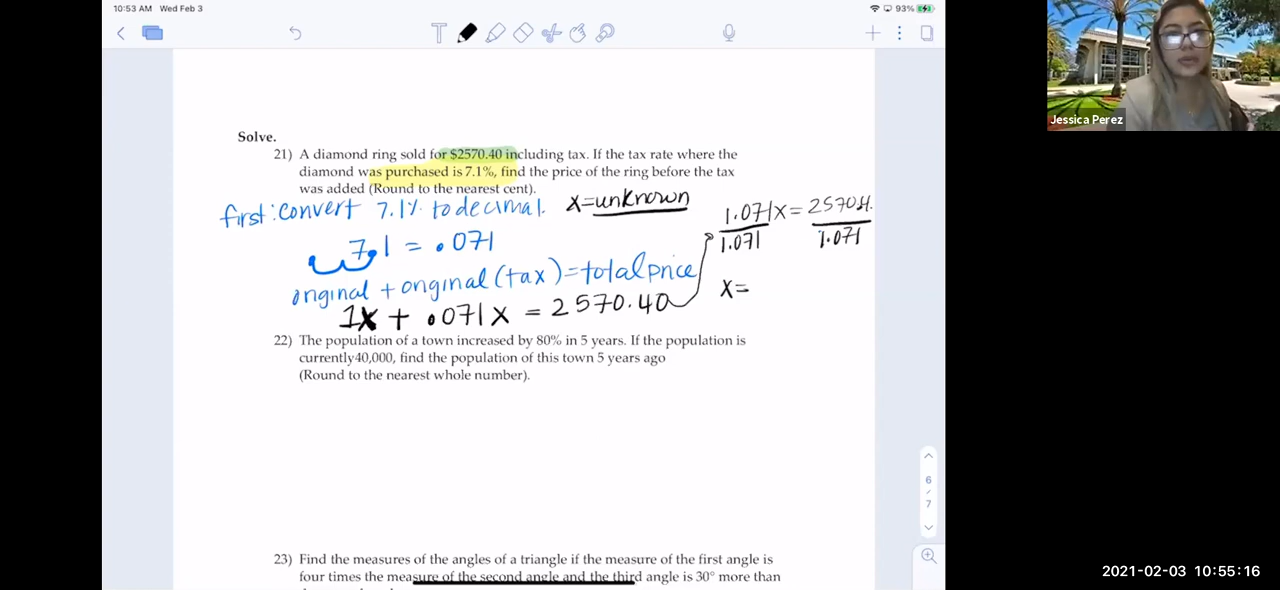 10:53 AM Wed Feb 3
93%
Jessica Perez
Solve.
21) A diamond ring sold for $2570.40 including tax. If the tax rate where the
diamond was purchased is 7.1%, find the price of the ring before the tax
was added (Round to the nearest cent).
first: convert 7.1% to decimal. x=unknown
7.1 = .071
original + original (tax) = total price
1x + .071x = 2570.40
1.071x = 2570.4
1.071 1.071
x=
22) The population of a town increased by 80% in 5 years. If the population is
currently40,000, find the population of this town 5 years ago
(Round to the nearest whole number).
23) Find the measures of the angles of a triangle if the measure of the first angle is
four times the measure of the second angle and the third angle is 30° more than
6
/
7
2021-02-03 10:55:16